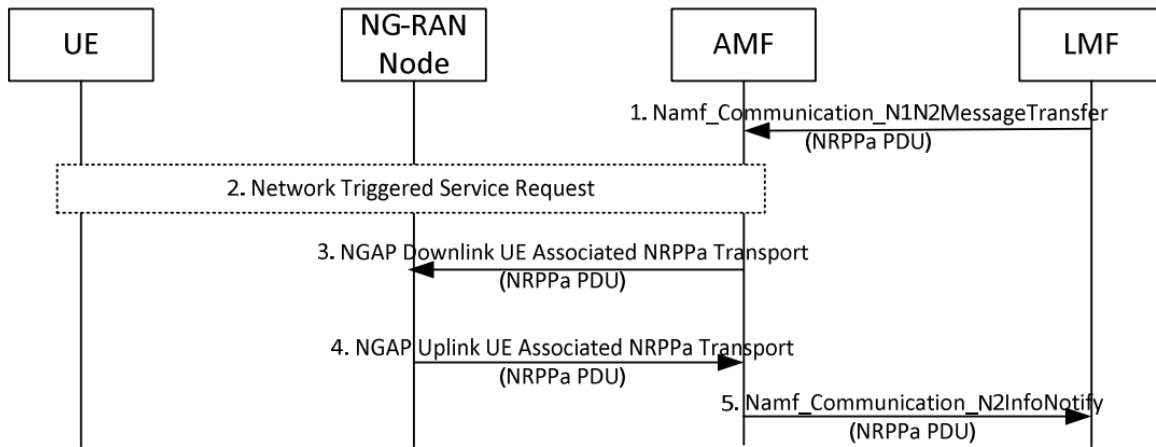 UE
NG-RAN
Node
AMF
LMF
1. Namf_Communication_N1N2MessageTransfer
(NRPPa PDU)
2. Network Triggered Service Request
3. NGAP Downlink UE Associated NRPPa Transport
(NRPPa PDU)
4. NGAP Uplink UE Associated NRPPa Transport
(NRPPa PDU)
5. Namf_Communication_N2InfoNotify
(NRPPa PDU)